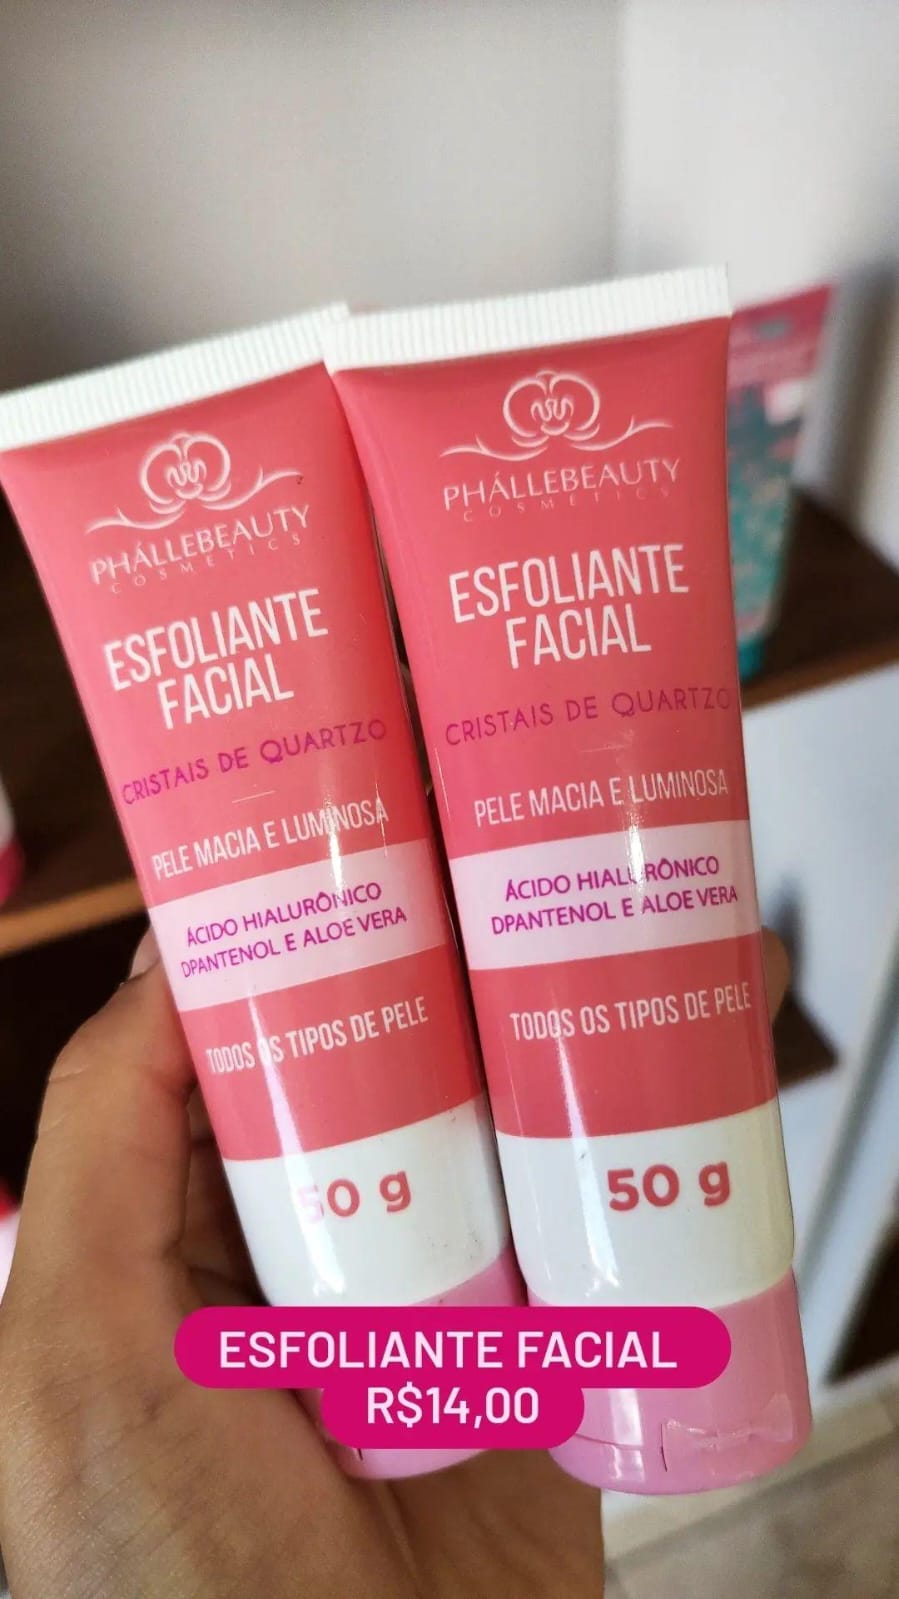 PHÁLLEBEAUTY
COSMETICS
ESFOLIANTE
FACIAL
CRISTAIS DE QUARTZO
PELE MACIA E LUMINOSA
ÁCIDO HIALURÔNICO
DPANTENOL E ALOE VERA
TODOS OS TIPOS DE PELE
50 g
PHÁLLEBEAUTY
COSMETICS
ESFOLIANTE
FACIAL
CRISTAIS DE QUARTZO
PELE MACIA E LUMINOSA
ÁCIDO HIALURÔNICO
DPANTENOL E ALOE VERA
TODOS OS TIPOS DE PELE
50 g
ESFOLIANTE FACIAL
R$14,00